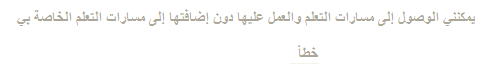 يمكنني الوصول إلى مسارات التعلم والعمل عليها دون إضافتها إلى مسارات التعلم الخاصة بي
خطأ